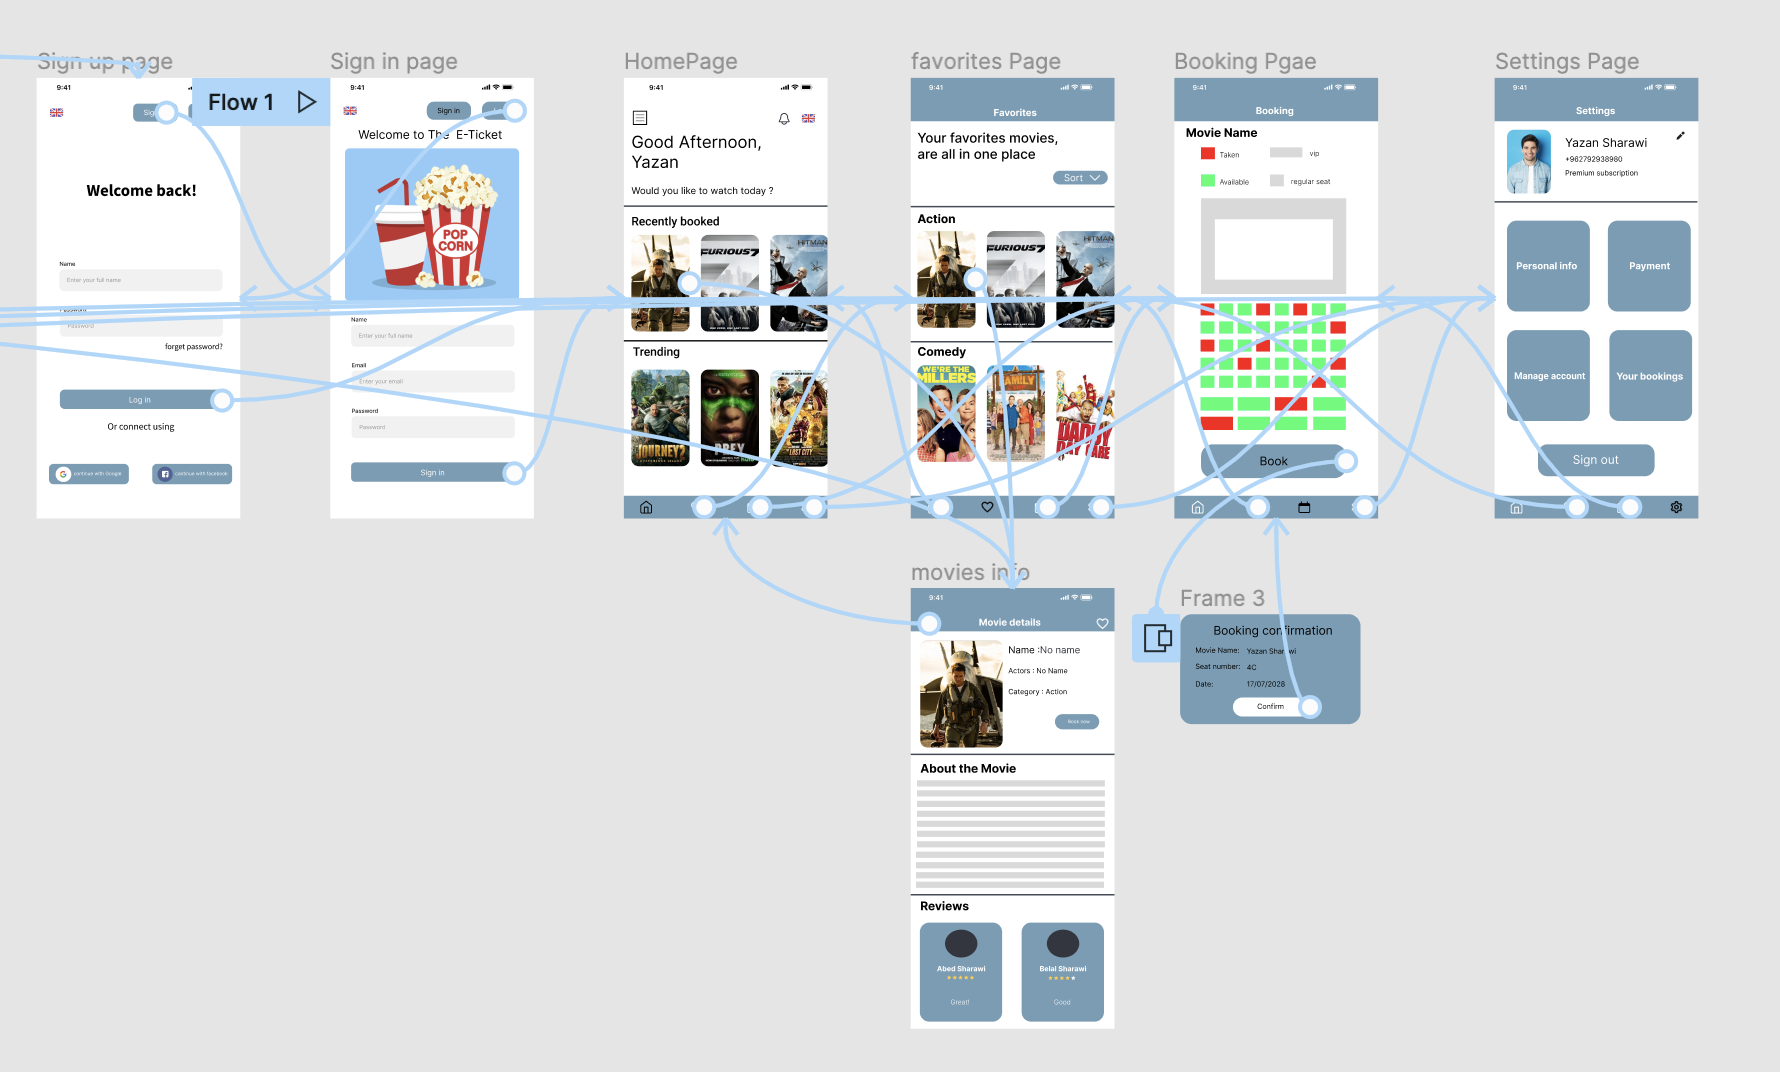 Sign up page
9:41
Welcome back!
Name
Enter your full name
Password
forget password?
Log in
Or connect using
continue with Google
continue with facebook
Flow 1
Sign in page
9:41
Sign in
Welcome to The E-Ticket
POP
CORN
Name
Enter your full name
Email
Enter your email
Password
Password
Sign in
HomePage
9:41
Good Afternoon,
Yazan
Would you like to watch today ?
Recently booked
FURIOUS 7
HITMAN
Trending
JOURNEY 2
PREY
LOST CITY
favorites Page
9:41
Favorites
Your favorites movies,
are all in one place
Sort
Action
FURIOUS 7
HITMAN
Comedy
WE'RE THE
MILLERS
FAMILY
DADDY
DAY CARE
Booking Pgae
9:41
Booking
Movie Name
Taken
vip
Available
regular seat
Book
Settings Page
9:41
Settings
Yazan Sharawi
+962792938980
Premium subscription
Personal info
Payment
Manage account
Your bookings
Sign out
movies info
9:41
Movie details
Name :No name
Actors : No Name
Category : Action
Book now
About the Movie
Reviews
Abed Sharawi
Great!
Belal Sharawi
Good
Frame 3
Booking confirmation
Movie Name: Yazan Sharawi
Seat number: 4C
Date: 17/07/2028
Confirm